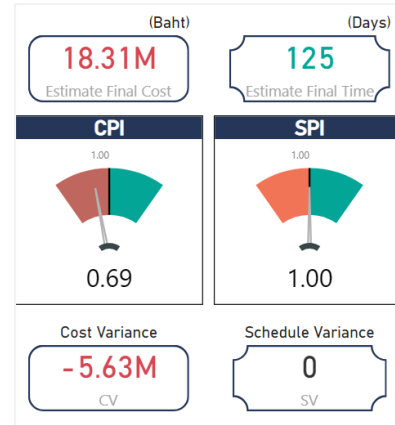 (Baht)
18.31M
Estimate Final Cost
(Days)
125
Estimate Final Time
CPI
1.00
0.69
SPI
1.00
1.00
Cost Variance
-5.63M
CV
Schedule Variance
0
SV